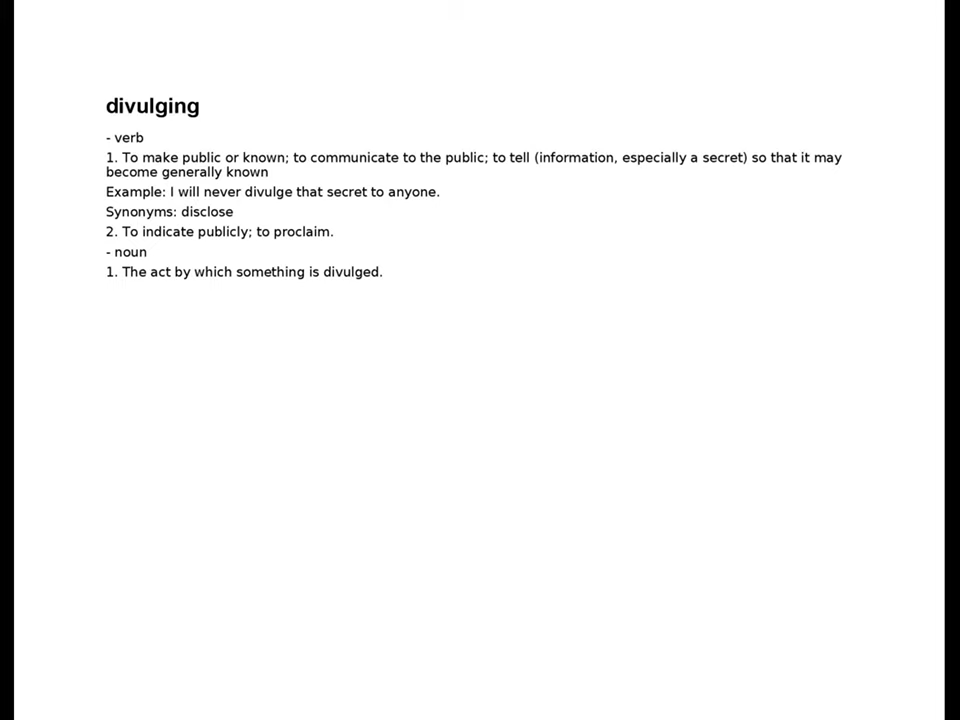 divulging
- verb
1. To make public or known; to communicate to the public; to tell (information, especially a secret) so that it may
become generally known
Example: I will never divulge that secret to anyone.
Synonyms: disclose
2. To indicate publicly; to proclaim.
- noun
1. The act by which something is divulged.